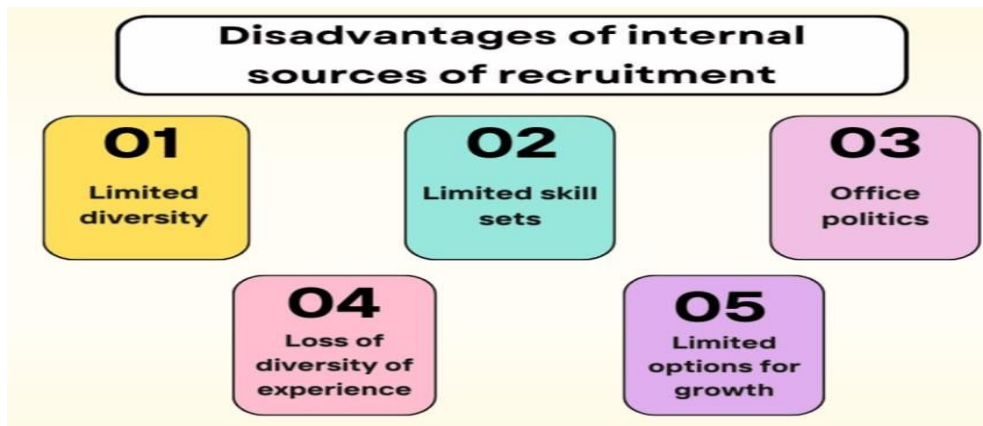 Disadvantages of internal
sources of recruitment
01
Limited
diversity
02
Limited skill
sets
03
Office
politics
04
Loss of
diversity of
experience
05
Limited
options for
growth